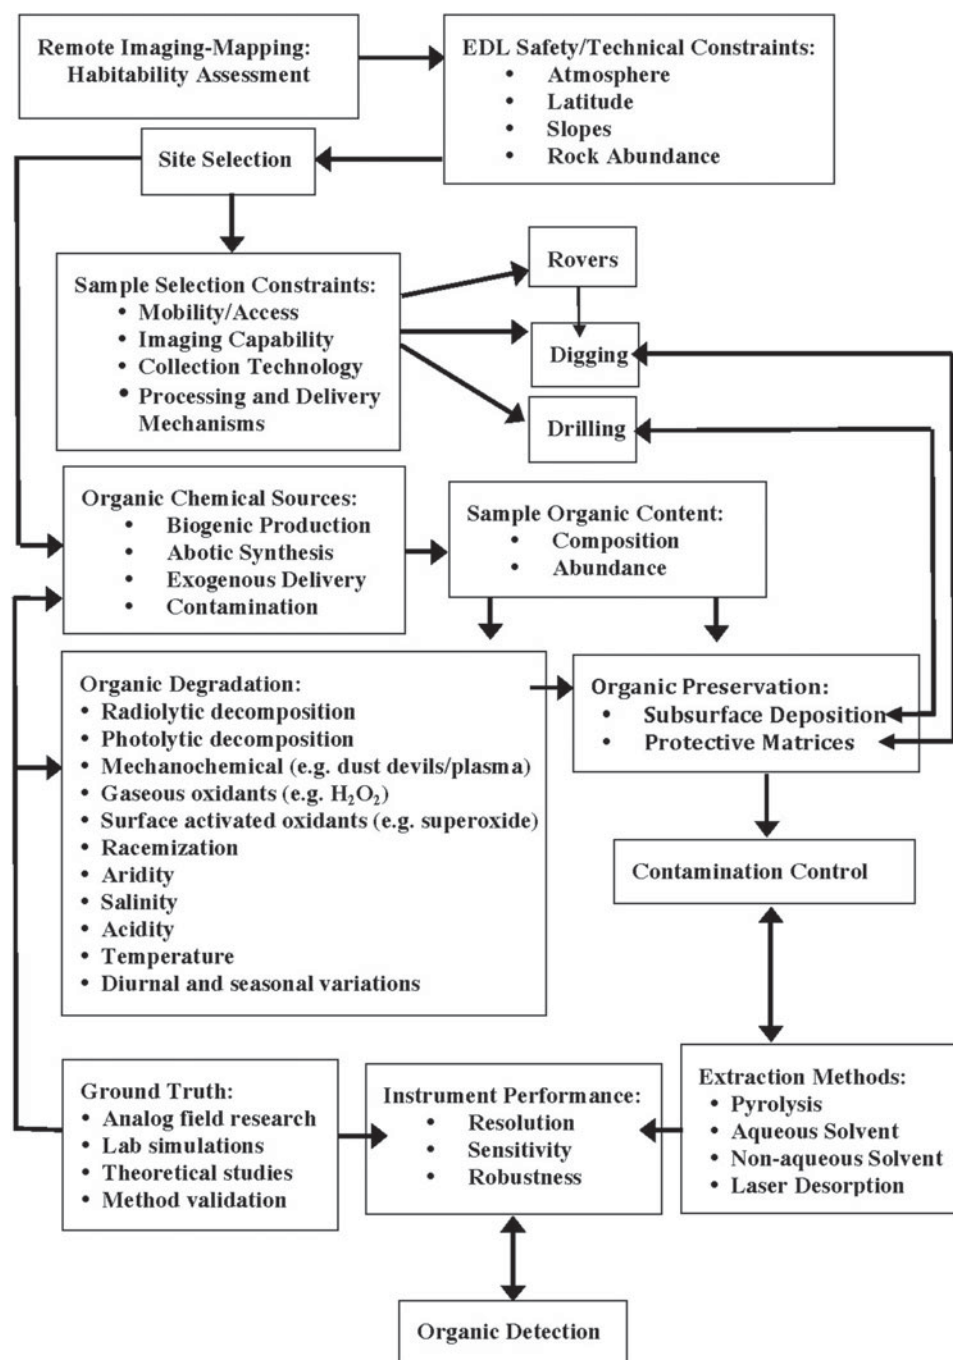 Remote Imaging-Mapping:
Habitability Assessment
EDL Safety/Technical Constraints:
• Atmosphere
• Latitude
• Slopes
• Rock Abundance
Site Selection
Sample Selection Constraints:
• Mobility/Access
• Imaging Capability
• Collection Technology
• Processing and Delivery
Mechanisms
Rovers
Digging
Drilling
Organic Chemical Sources:
• Biogenic Production
• Abotic Synthesis
• Exogenous Delivery
• Contamination
Sample Organic Content:
• Composition
• Abundance
Organic Degradation:
• Radiolytic decomposition
• Photolytic decomposition
• Mechanochemical (e.g. dust devils/plasma)
• Gaseous oxidants (e.g. H₂O₂)
• Surface activated oxidants (e.g. superoxide)
• Racemization
• Aridity
• Salinity
• Acidity
• Temperature
• Diurnal and seasonal variations
Organic Preservation:
• Subsurface Deposition
• Protective Matrices
Contamination Control
Ground Truth:
• Analog field research
• Lab simulations
• Theoretical studies
• Method validation
Instrument Performance:
• Resolution
• Sensitivity
• Robustness
Extraction Methods:
• Pyrolysis
• Aqueous Solvent
• Non-aqueous Solvent
• Laser Desorption
Organic Detection